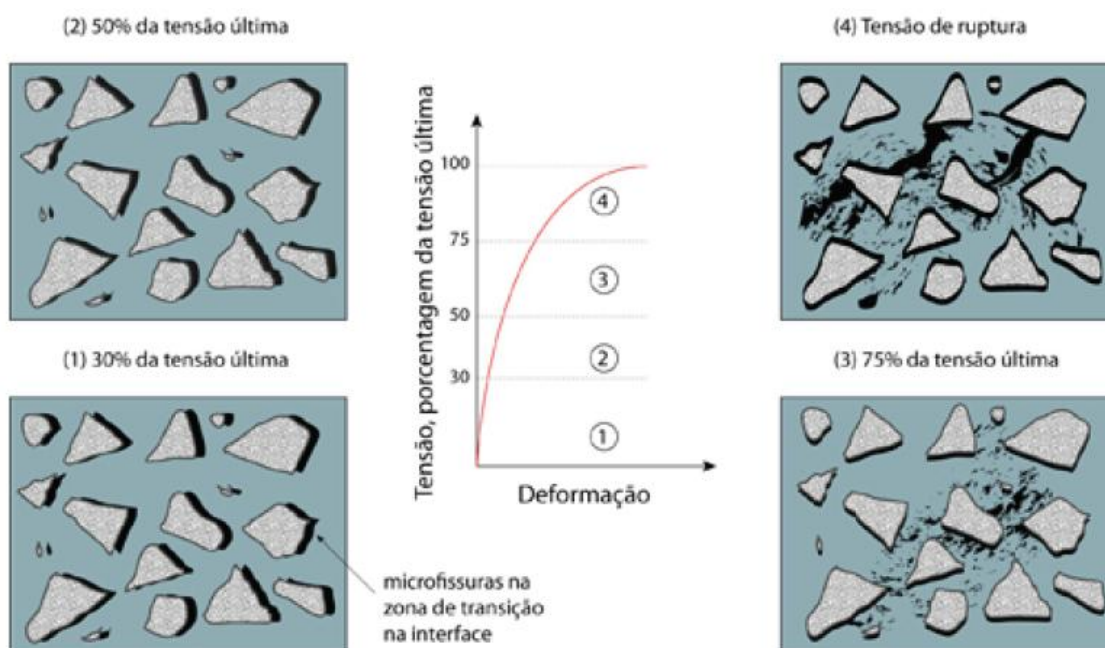 (2) 50% da tensão última
(4) Tensão de ruptura
Tensão, porcentagem da tensão última
100
75
50
30
4
3
2
1
Deformação
(1) 30% da tensão última
(3) 75% da tensão última
microfissuras na
zona de transição
na interface